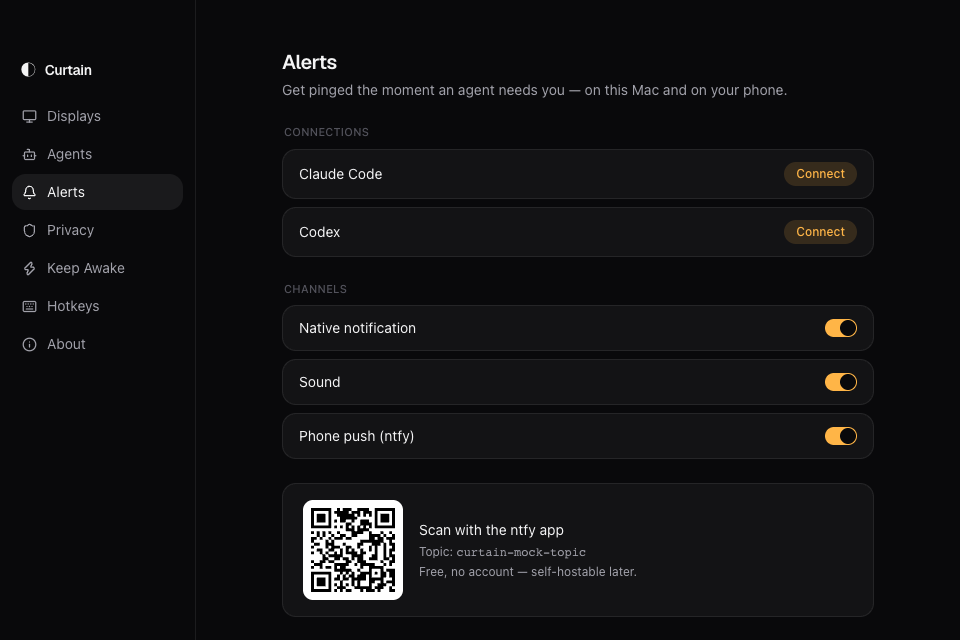 Curtain
Displays
Agents
Alerts
Privacy
Keep Awake
Hotkeys
About
Alerts
Get pinged the moment an agent needs you — on this Mac and on your phone.
CONNECTIONS
Claude Code
Connect
Codex
Connect
CHANNELS
Native notification
Sound
Phone push (ntfy)
Scan with the ntfy app
Topic: curtain-mock-topic
Free, no account — self-hostable later.